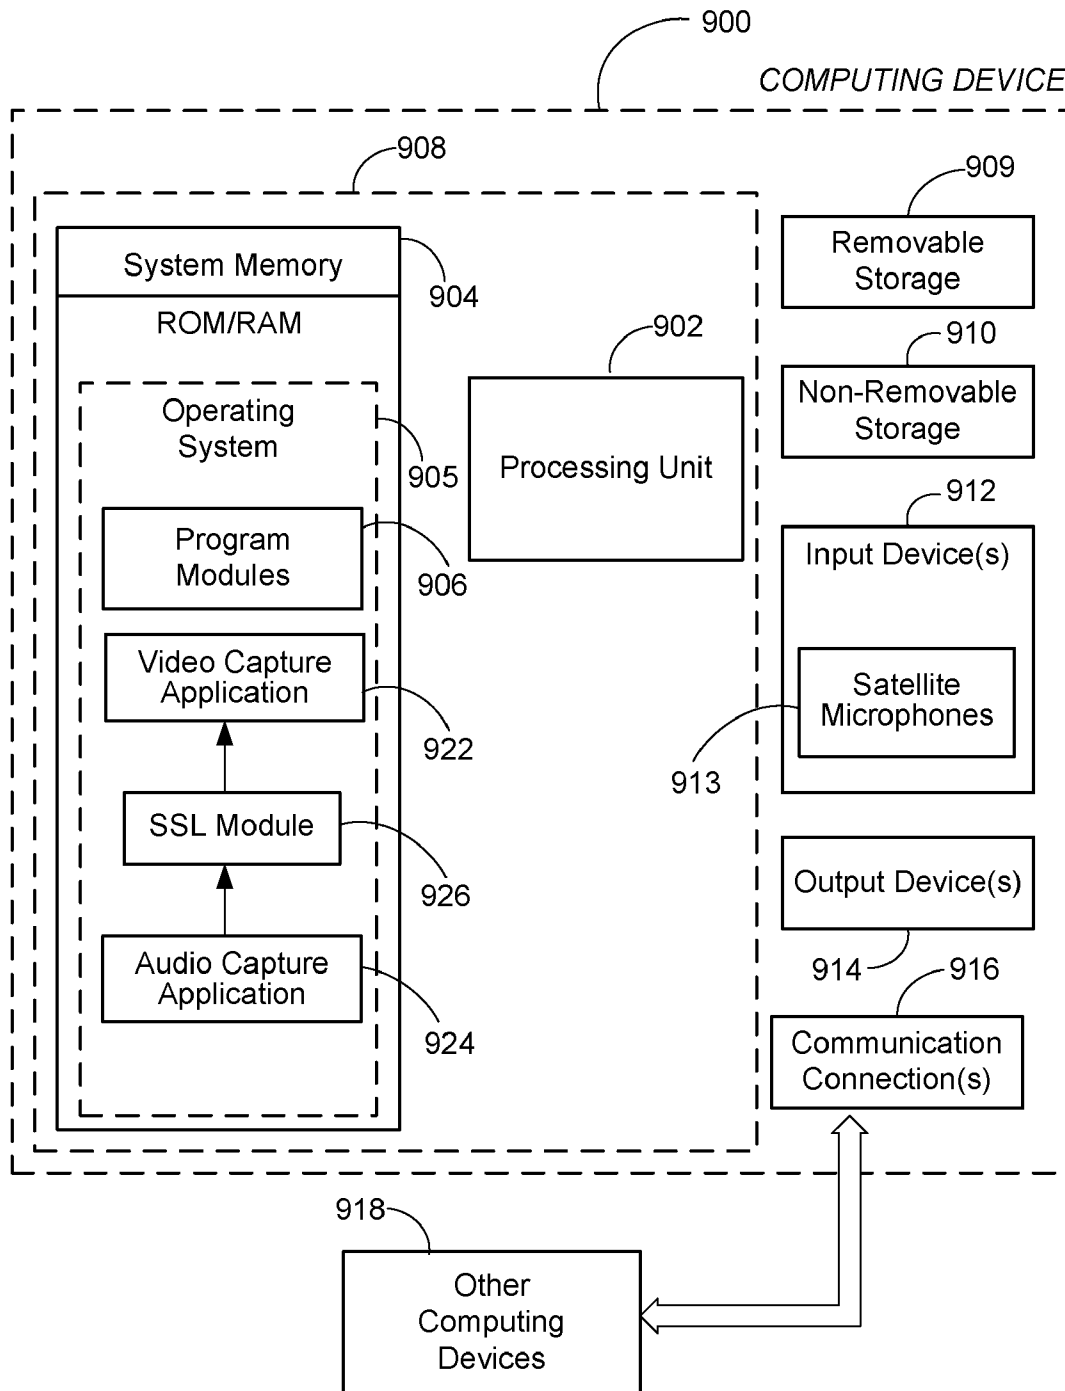 900
COMPUTING DEVICE
908
909
System Memory
904
Removable
Storage
ROM/RAM
902
910
Operating
System
905
Processing Unit
Non-Removable
Storage
912
Program
Modules
906
Input Device(s)
Video Capture
Application
922
Satellite
Microphones
913
SSL Module
926
Output Device(s)
914
Audio Capture
Application
924
916
Communication
Connection(s)
918
Other
Computing
Devices